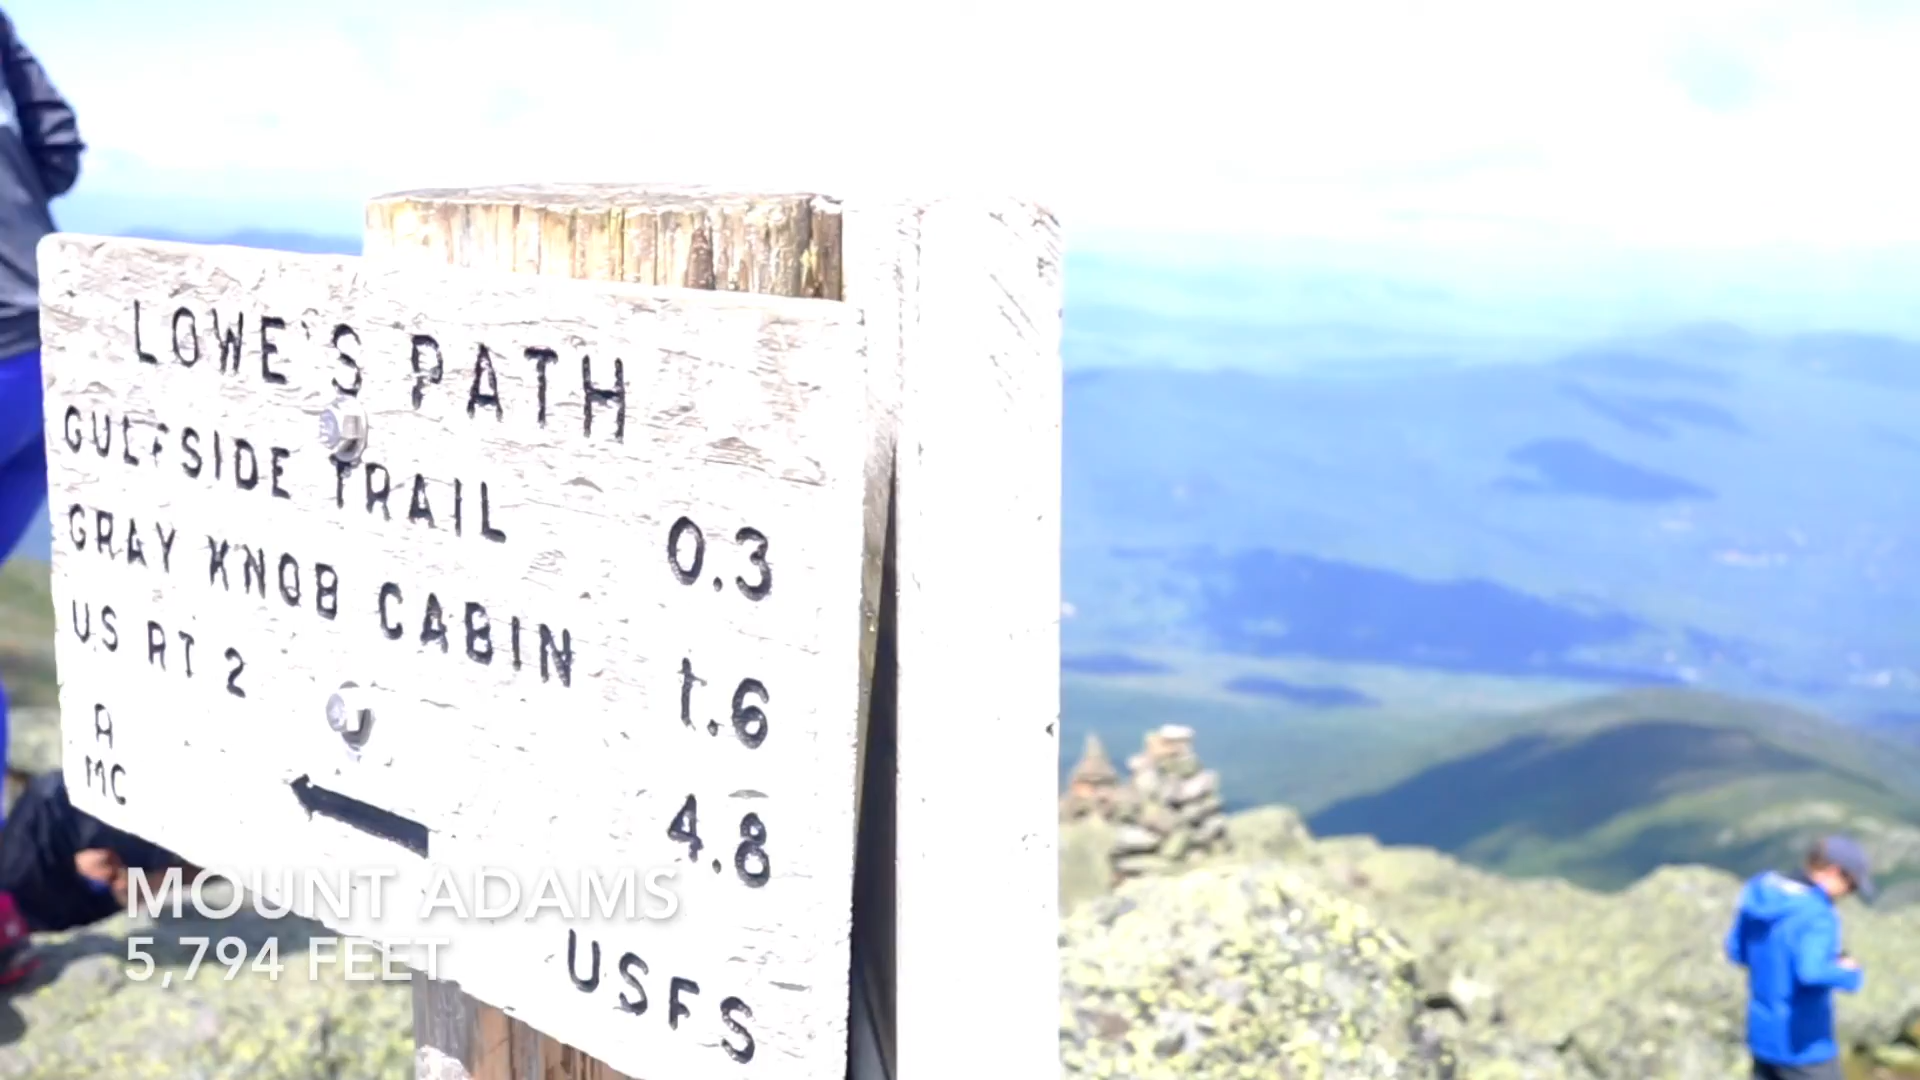 LOWE'S PATH
GULFSIDE TRAIL 0.3
GRAY KNOB CABIN 1.6
US RT 2 4.8
A
MC
USFS
MOUNT ADAMS
5,794 FEET